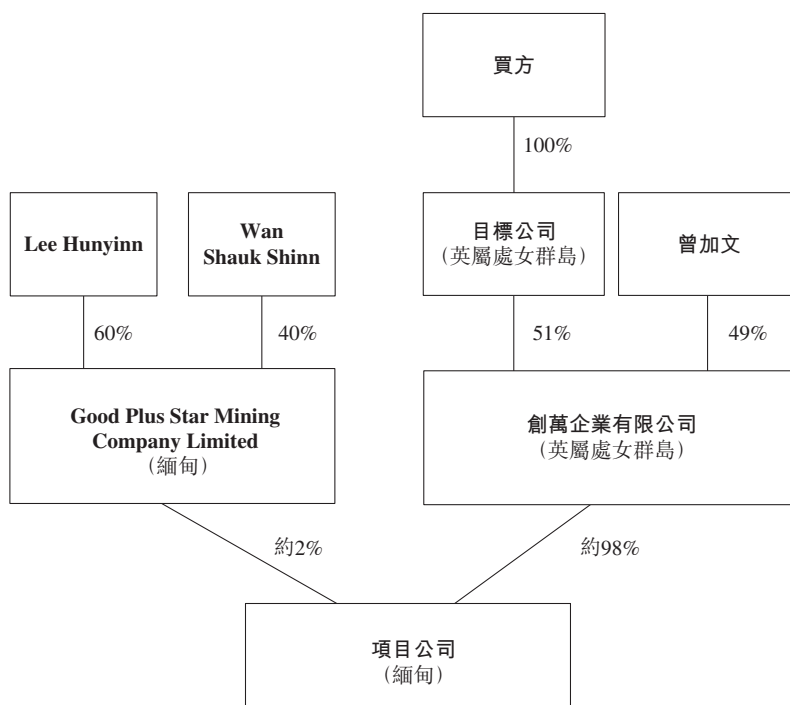 買方
100%
Lee Hunyinn
Wan
Shauk Shinn
目標公司
(英屬處女群島)
曾加文
60%
40%
51%
49%
Good Plus Star Mining
Company Limited
(緬甸)
創萬企業有限公司
(英屬處女群島)
約2%
約98%
項目公司
(緬甸)